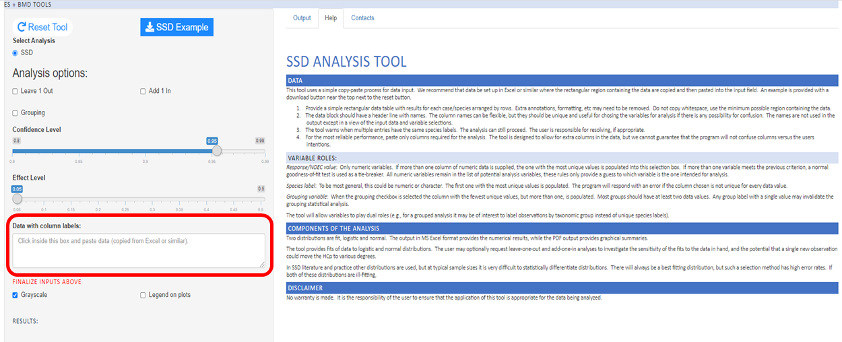 ES » BMD TOOLS
Reset Tool
SSD Example
Select Analysis
SSD
Analysis options:
Leave 1 Out
Add 1 In
Grouping
Confidence Level
0.8
0.95
0.99
Effect Level
0.05
Data with column labels:
Click inside this box and paste data (copied from Excel or similar).
FINALIZE INPUTS ABOVE
Grayscale
Legend on plots
RESULTS:
Output
Help
Contacts
SSD ANALYSIS TOOL
DATA
This tool uses a simple copy-paste process for data input. We recommend that data be set up in Excel or similar where the rectangular region containing the data are copied and then pasted into the input field. An example is provided with a
download button near the top next to the reset button.
1. Provide a simple rectangular data table with results for each case/species arranged by rows. Extra annotations, formatting, etc may need to be removed. Do not copy whitespace, use the minimum possible region containing the data.
2. The data block should have a header line with names. The column names can be flexible, but they should be unique and useful for chosing the variables for analysis if there is any possibility for confusion. The names are not used in the
output except in a view of the input data and variable selections.
3. The tool warns when multiple entries have the same species labels. The analysis can still proceed. The user is responsible for resolving, if appropriate.
4. For the most reliable performance, paste only columns required for the analysis. The tool is designed to allow for extra columns in the data, but we cannot guarantee that the program will not confuse columns versus the users
intentions.
VARIABLE ROLES:
Response/NOEC value: Only numeric variables. If more than one column of numeric data is supplied, the one with the most unique values is populated into this selection box. If more than one variable meets the previous criteria, a normal
goodness-of-fit test is used as a tie-breaker. All numeric variables remain in the list of potential analysis variables, these rules only provide a guess to which variable is the one intended for analysis.
Species label: To be most general, this could be numeric or character. The first one with the most unique values is populated. The program will respond with an error if the column chosen is not unique for every data value.
Grouping variable: When the grouping checkbox is selected the column with the fewest unique values, but more than one, is populated. Most groups should have at least two data values. Any group label with a single value may invalidate the
grouping statistical analysis.
The tool will allow variables to play dual roles (e.g., for a grouped analysis it may be of interest to label observations by taxonomic group instead of unique species labels).
COMPONENTS OF THE ANALYSIS
Two distributions are fit, logistic and normal. The output in MS Excel format provides the numerical results, while the PDF output provides graphical summaries.
The tool provides fits of data to logistic and normal distributions. The user may optionally request leave-one-out and add-one-in analyses to investigate the sensitivity of the fits to the data in hand, and the potential that a single new observation
could move the HCp to various degrees.
In SSD literature and practice other distributions are used, but at typical sample sizes it is very difficult to statistically differentiate distributions. There will always be a best fitting distribution, but such a selection method has high error rates. If
both of these distributions are ill-fitting.
DISCLAIMER
No warranty is made. It is the responsibility of the user to ensure that the application of this tool is appropriate for the data being analyzed.